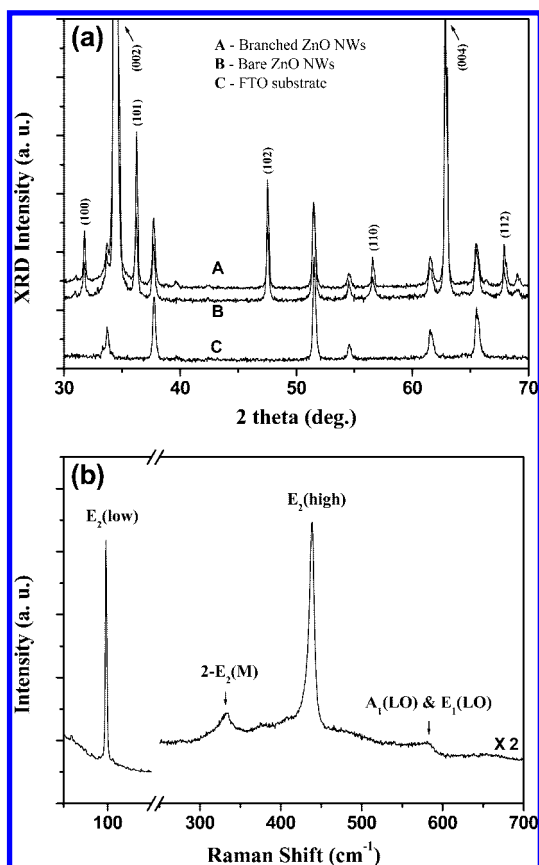 (a)
(002)
A - Branched ZnO NWs
B - Bare ZnO NWs
C - FTO substrate
(004)
(101)
(102)
(100)
(110)
(112)
A
B
C
XRD Intensity (a. u.)
30 40 50 60 70
2 theta (deg.)
(b)
E2(low)
E2(high)
2-E2(M)
A1(LO) & E1(LO)
X 2
Intensity (a. u.)
100 300 400 500 600 700
Raman Shift (cm-1)